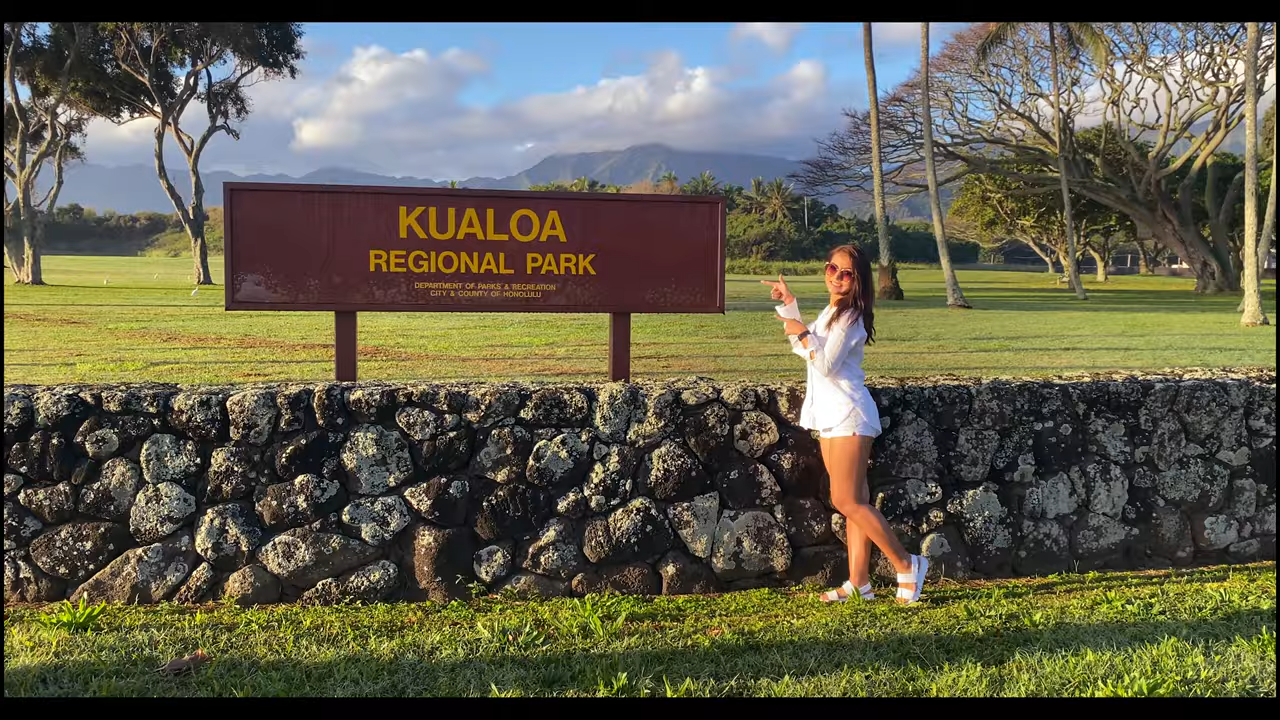 KUALOA
REGIONAL PARK
DEPARTMENT OF PARKS & RECREATION
CITY & COUNTY OF HONOLULU